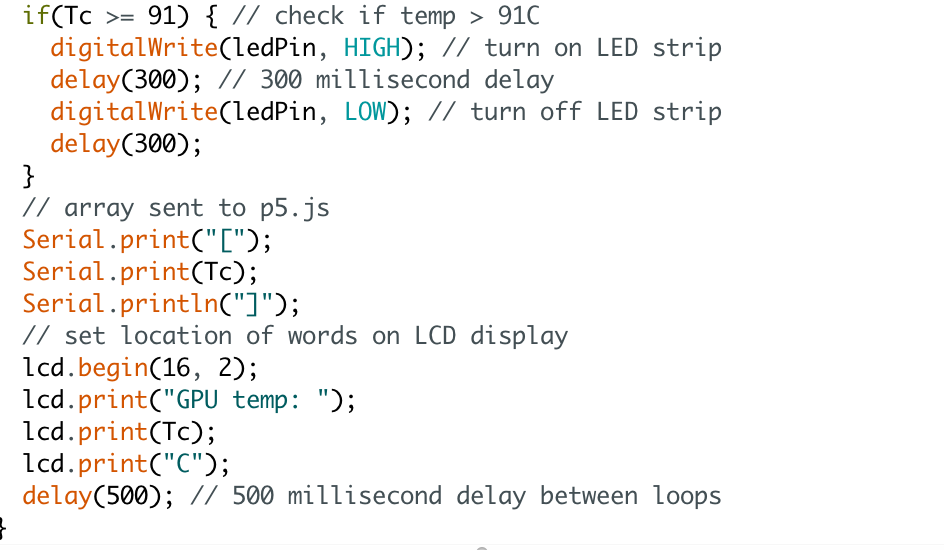 if(Tc >= 91) { // check if temp > 91C
digitalWrite(ledPin, HIGH); // turn on LED strip
delay(300); // 300 millisecond delay
digitalWrite(ledPin, LOW); // turn off LED strip
delay(300);
}
// array sent to p5.js
Serial.print("[");
Serial.print(Tc);
Serial.println("]");
// set location of words on LCD display
lcd.begin(16, 2);
lcd.print("GPU temp: ");
lcd.print(Tc);
lcd.print("C");
delay(500); // 500 millisecond delay between loops
}